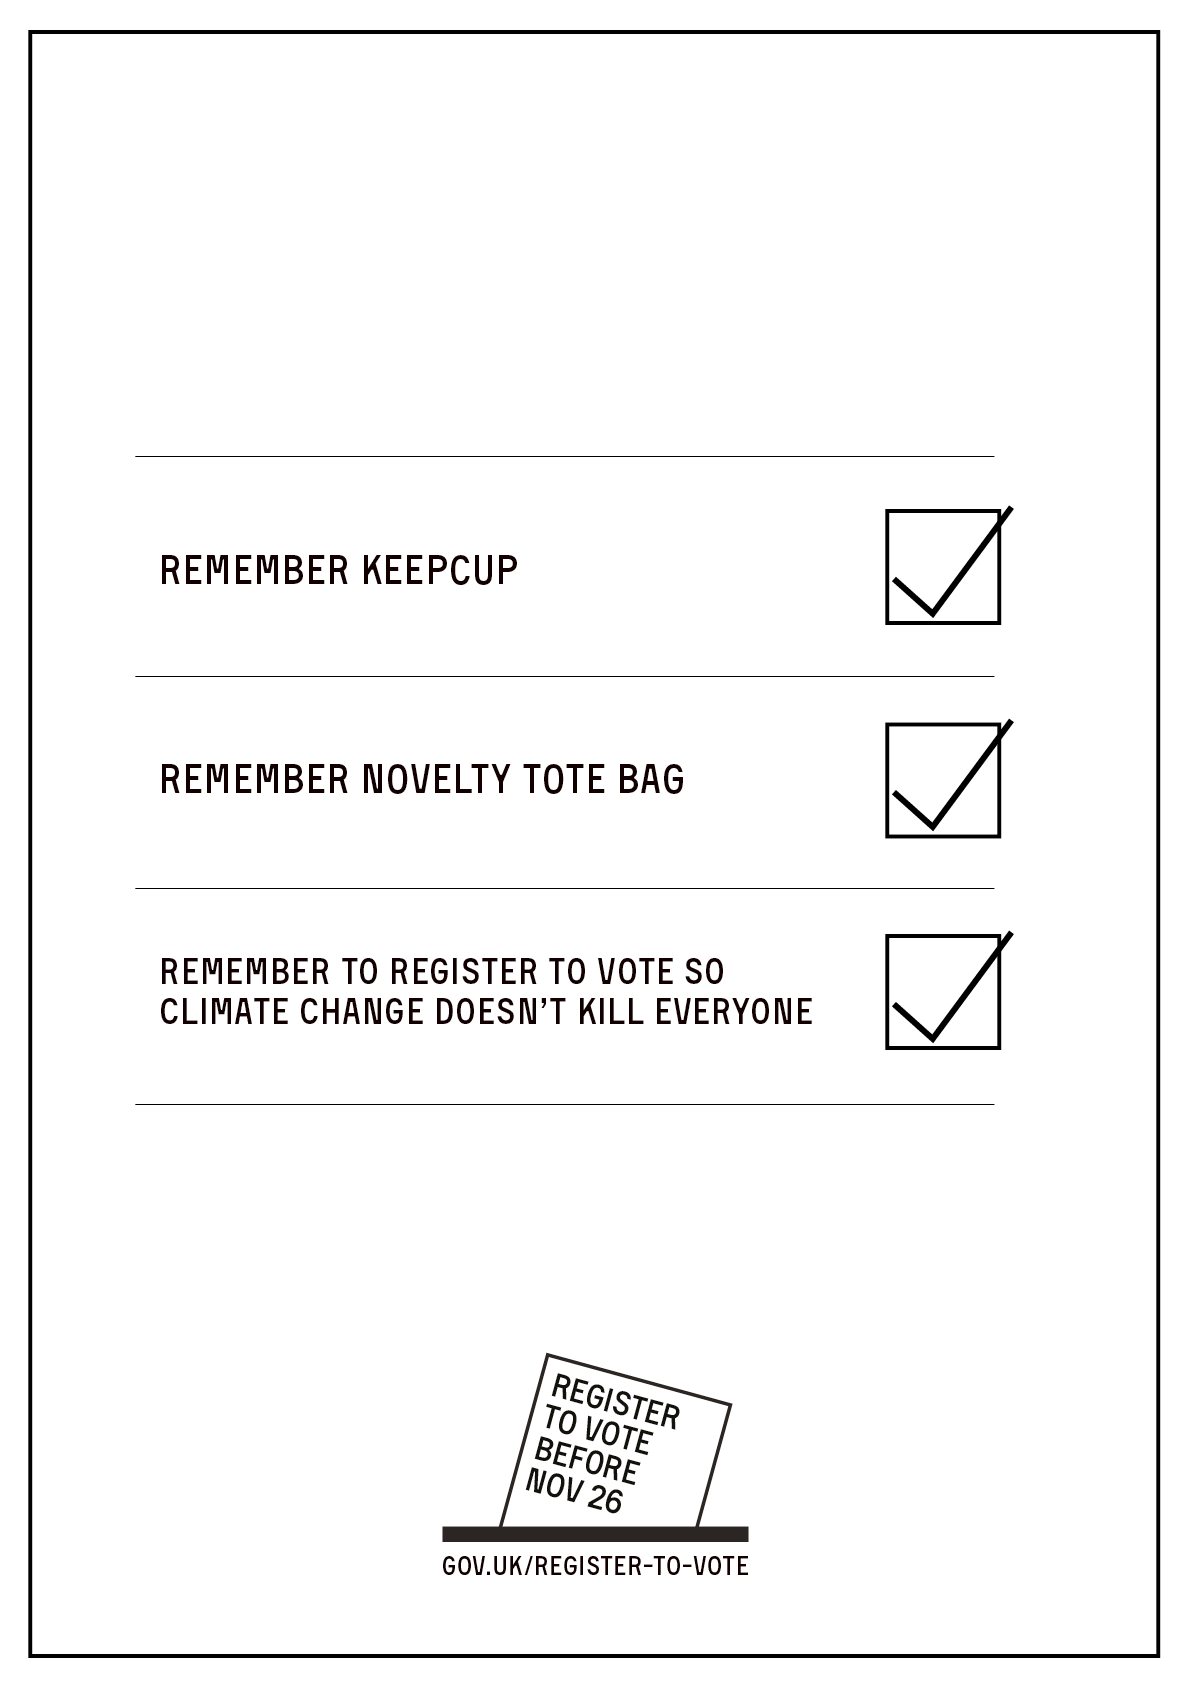 REMEMBER KEEPCUP
REMEMBER NOVELTY TOTE BAG
REMEMBER TO REGISTER TO VOTE SO
CLIMATE CHANGE DOESN’T KILL EVERYONE
REGISTER
TO VOTE
BEFORE
NOV 26
GOV.UK/REGISTER-TO-VOTE